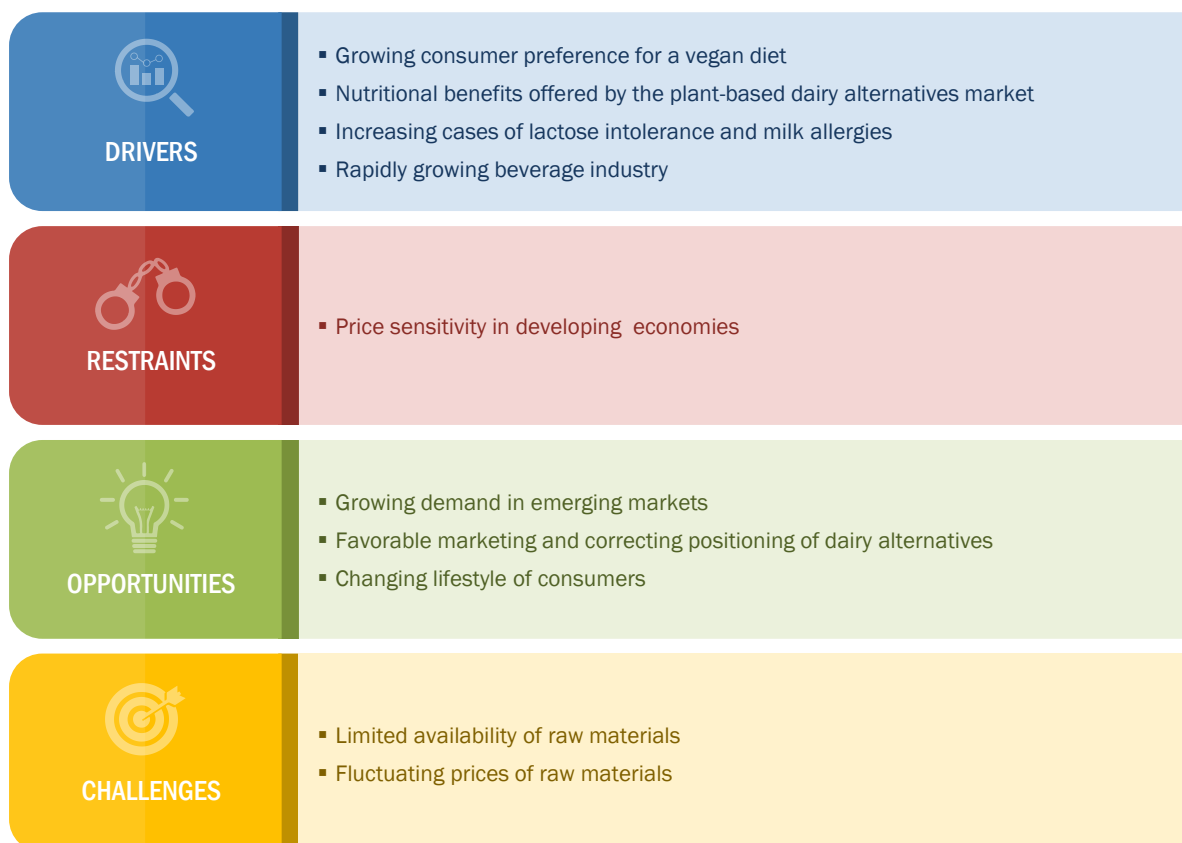 DRIVERS
▪ Growing consumer preference for a vegan diet
▪ Nutritional benefits offered by the plant-based dairy alternatives market
▪ Increasing cases of lactose intolerance and milk allergies
▪ Rapidly growing beverage industry
RESTRAINTS
▪ Price sensitivity in developing  economies
OPPORTUNITIES
▪ Growing demand in emerging markets
▪ Favorable marketing and correcting positioning of dairy alternatives
▪ Changing lifestyle of consumers
CHALLENGES
▪ Limited availability of raw materials
▪ Fluctuating prices of raw materials